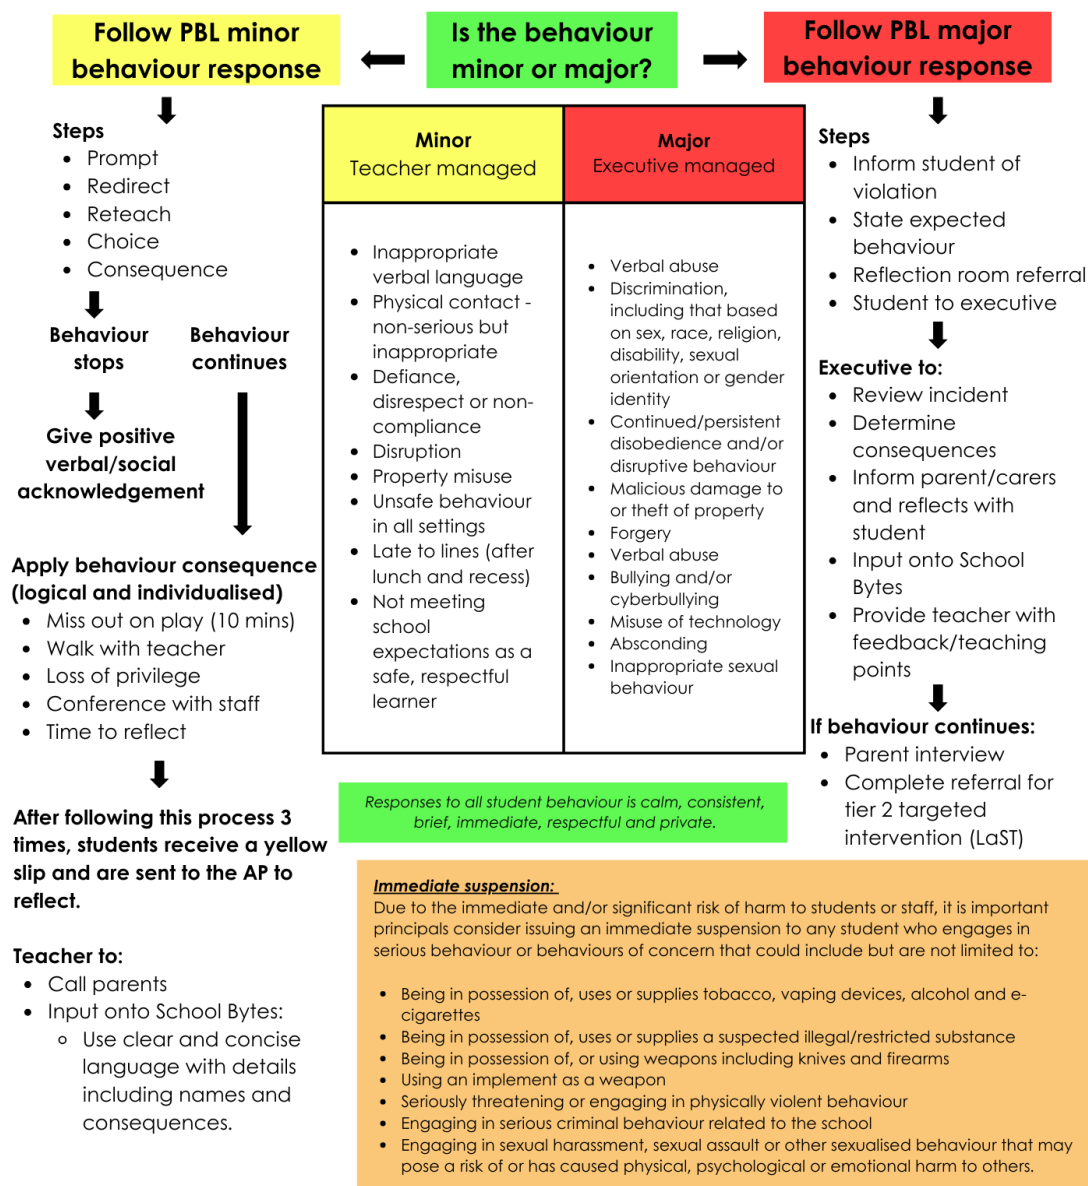 Follow PBL minor
behaviour response
Is the behaviour
minor or major?
Follow PBL major
behaviour response
Steps
• Prompt
• Redirect
• Reteach
• Choice
• Consequence
Behaviour
stops
Behaviour
continues
Give positive
verbal/social
acknowledgement
Apply behaviour consequence
(logical and individualised)
• Miss out on play (10 mins)
• Walk with teacher
• Loss of privilege
• Conference with staff
• Time to reflect
After following this process 3
times, students receive a yellow
slip and are sent to the AP to
reflect.
Teacher to:
• Call parents
• Input onto School Bytes:
◦ Use clear and concise
language with details
including names and
consequences.
Minor
Teacher managed
• Inappropriate
verbal language
• Physical contact -
non-serious but
inappropriate
• Defiance,
disrespect or non-
compliance
• Disruption
• Property misuse
• Unsafe behaviour
in all settings
• Late to lines (after
lunch and recess)
• Not meeting
school
expectations as a
safe, respectful
learner
Major
Executive managed
• Verbal abuse
• Discrimination,
including that based
on sex, race, religion,
disability, sexual
orientation or gender
identity
• Continued/persistent
disobedience and/or
disruptive behaviour
• Malicious damage to
or theft of property
• Forgery
• Verbal abuse
• Bullying and/or
cyberbullying
• Misuse of technology
• Absconding
• Inappropriate sexual
behaviour
Steps
• Inform student of
violation
• State expected
behaviour
• Reflection room referral
• Student to executive
Executive to:
• Review incident
• Determine
consequences
• Inform parent/carers
and reflects with
student
• Input onto School
Bytes
• Provide teacher with
feedback/teaching
points
If behaviour continues:
• Parent interview
• Complete referral for
tier 2 targeted
intervention (LaST)
Responses to all student behaviour is calm, consistent,
brief, immediate, respectful and private.
Immediate suspension:
Due to the immediate and/or significant risk of harm to students or staff, it is important
principals consider issuing an immediate suspension to any student who engages in
serious behaviour or behaviours of concern that could include but are not limited to:
• Being in possession of, uses or supplies tobacco, vaping devices, alcohol and e-
cigarettes
• Being in possession of, uses or supplies a suspected illegal/restricted substance
• Being in possession of, or using weapons including knives and firearms
• Using an implement as a weapon
• Seriously threatening or engaging in physically violent behaviour
• Engaging in serious criminal behaviour related to the school
• Engaging in sexual harassment, sexual assault or other sexualised behaviour that may
pose a risk of or has caused physical, psychological or emotional harm to others.